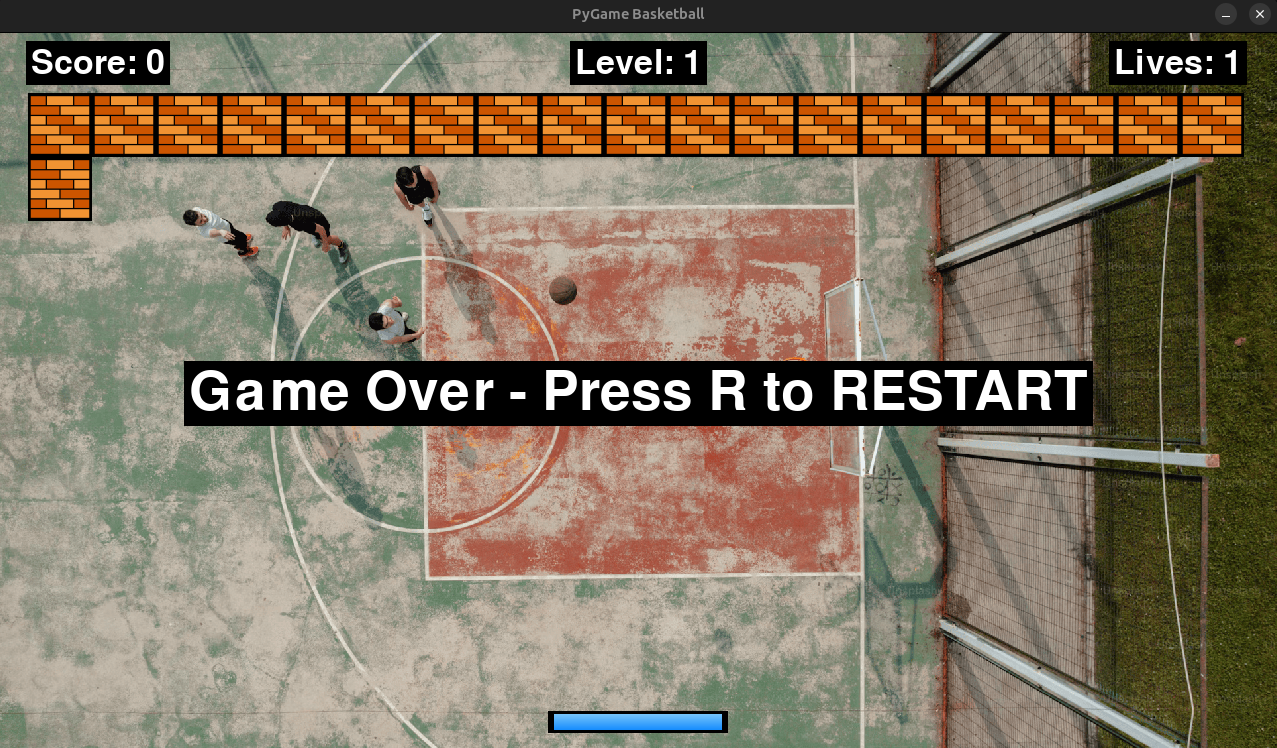 PyGame Basketball
Score: 0
Level: 1
Lives: 1
Game Over - Press R to RESTART